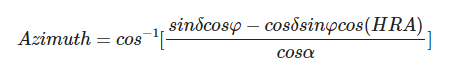 Azimuth = cos⁻¹[(sinδcosφ − cosδsinφcos(HRA))/cosα]